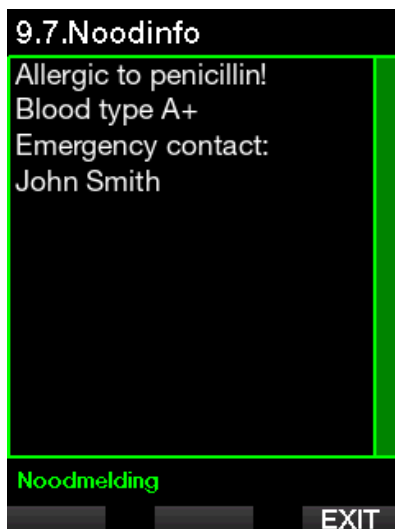 9.7.Noodinfo
Allergic to penicillin!
Blood type A+
Emergency contact:
John Smith
Noodmelding
EXIT